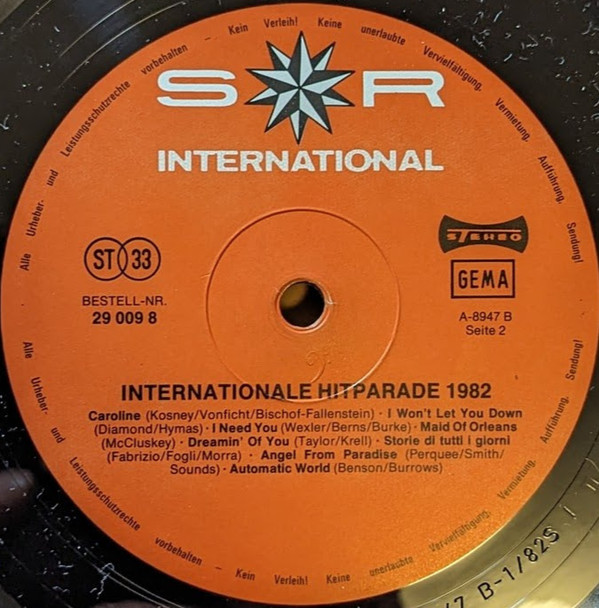 Alle Urheber- und Leistungsschutzrechte vorbehalten - Kein Verleih! Keine unerlaubte Vervielfältigung, Vermietung, Aufführung, Sendung!
S R
INTERNATIONAL
STEREO
ST 33
GEMA
BESTELL-NR.
29 009 8
A-8947 B
Seite 2
INTERNATIONALE HITPARADE 1982
Caroline (Kosney/Vonficht/Bischof-Fallenstein) · I Won't Let You Down
(Diamond/Hymas) · I Need You (Wexler/Berns/Burke) · Maid Of Orleans
(McCluskey) · Dreamin' Of You (Taylor/Krell) · Storie di tutti i giorni
(Fabrizio/Fogli/Morra) · Angel From Paradise (Perquee/Smith/
Sounds) · Automatic World (Benson/Burrows)
Alle Urheber- und Leistungsschutzrechte vorbehalten - Kein Verleih! Keine unerlaubte Vervielfältigung, Vermietung, Aufführung, Sendung!
7 B-1/82S